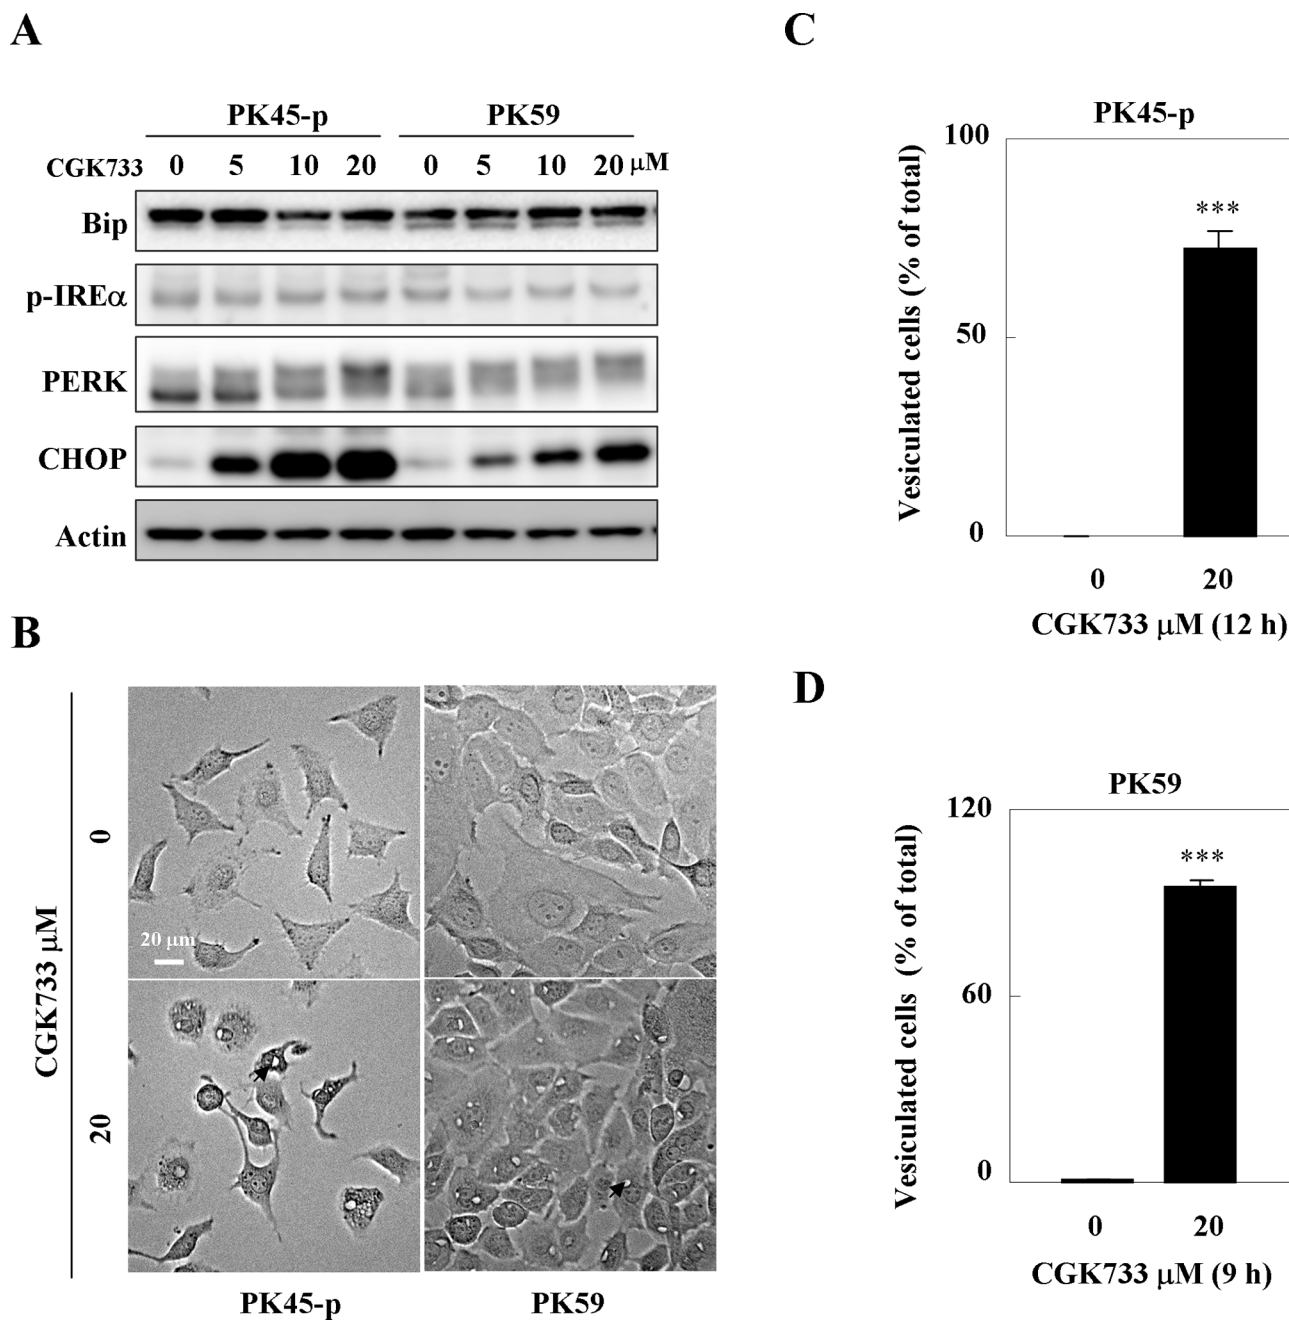 A
PK45-p PK59
CGK733 0 5 10 20 0 5 10 20 μM
Bip
p-IREα
PERK
CHOP
Actin
B
CGK733 μM
0
20 μm
20
PK45-p PK59
C
PK45-p
Vesiculated cells (% of total)
100
50
0
***
0 20
CGK733 μM (12 h)
D
PK59
Vesiculated cells (% of total)
120
60
0
***
0 20
CGK733 μM (9 h)